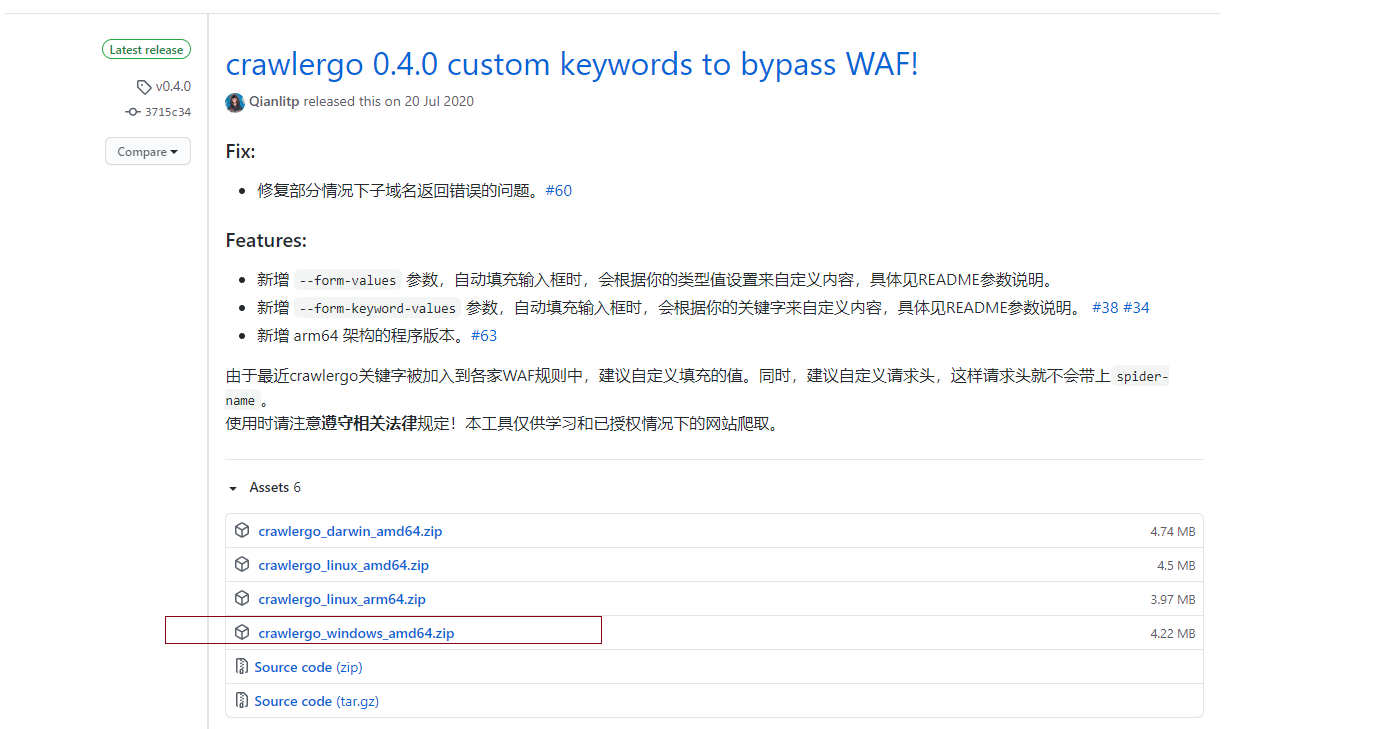 Latest release
v0.4.0
3715c34
Compare
crawlergo 0.4.0 custom keywords to bypass WAF!
Qianlitp released this on 20 Jul 2020
Fix:
修复部分情况下子域名返回错误的问题。#60
Features:
新增 --form-values 参数，自动填充输入框时，会根据你的类型值设置来自定义内容，具体见README参数说明。
新增 --form-keyword-values 参数，自动填充输入框时，会根据你的关键字来自定义内容，具体见README参数说明。 #38 #34
新增 arm64 架构的程序版本。#63
由于最近crawlergo关键字被加入到各家WAF规则中，建议自定义填充的值。同时，建议自定义请求头，这样请求头就不会带上 spider-
name 。
使用时请注意遵守相关法律规定！本工具仅供学习和已授权情况下的网站爬取。
Assets 6
crawlergo_darwin_amd64.zip 4.74 MB
crawlergo_linux_amd64.zip 4.5 MB
crawlergo_linux_arm64.zip 3.97 MB
crawlergo_windows_amd64.zip 4.22 MB
Source code (zip)
Source code (tar.gz)